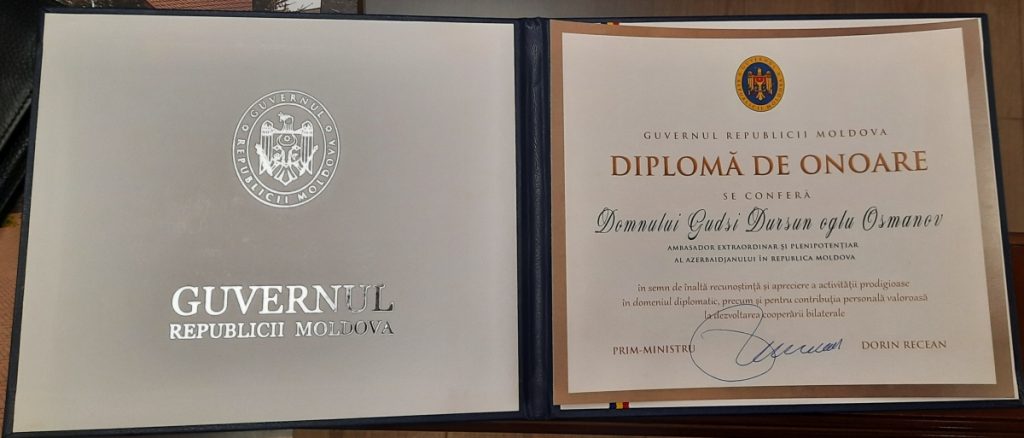 GUVERNUL
REPUBLICII MOLDOVA
GUVERNUL
REPUBLICII MOLDOVA
GUVERNUL REPUBLICII MOLDOVA
DIPLOMĂ DE ONOARE
SE CONFERĂ
Domnului Gudsi Dursun oglu Osmanov
AMBASADOR EXTRAORDINAR ȘI PLENIPOTENȚIAR
AL AZERBAIDJANULUI ÎN REPUBLICA MOLDOVA
în semn de înaltă recunoștință și apreciere a activității prodigioase
în domeniul diplomatic, precum și pentru contribuția personală valoroasă
la dezvoltarea cooperării bilaterale
PRIM-MINISTRU DORIN RECEAN